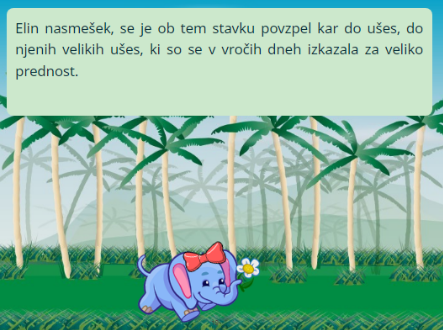 Elin nasmešek, se je ob tem stavku povzpel kar do ušes, do
njenih velikih ušes, ki so se v vročih dneh izkazala za veliko
prednost.